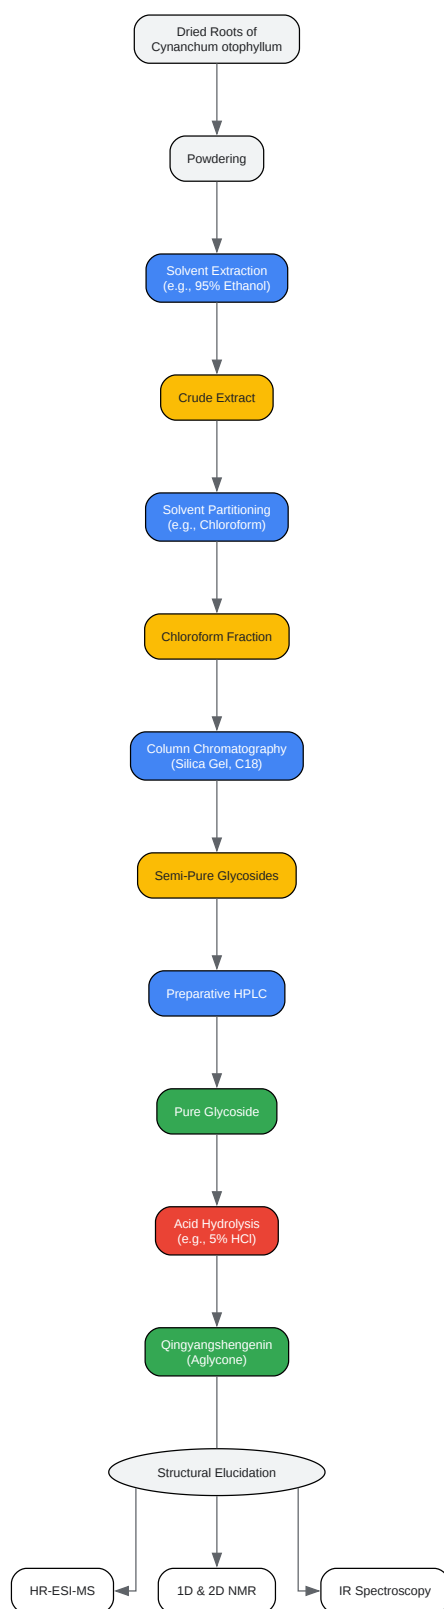 Dried Roots of
Cynanchum otophyllum
Powdering
Solvent Extraction
(e.g., 95% Ethanol)
Crude Extract
Solvent Partitioning
(e.g., Chloroform)
Chloroform Fraction
Column Chromatography
(Silica Gel, C18)
Semi-Pure Glycosides
Preparative HPLC
Pure Glycoside
Acid Hydrolysis
(e.g., 5% HCl)
Qingyangshengenin
(Aglycone)
Structural Elucidation
HR-ESI-MS
1D & 2D NMR
IR Spectroscopy